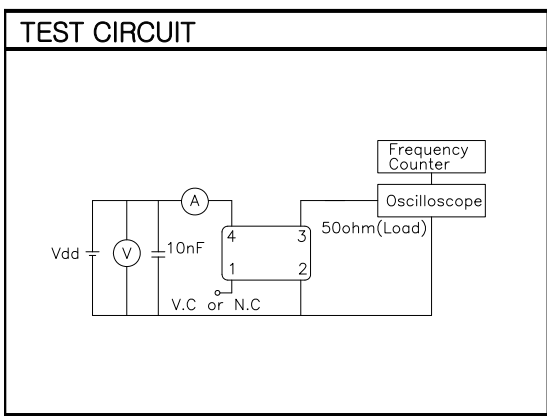 TEST CIRCUIT
Frequency
Counter
Oscilloscope
A
50ohm(Load)
4
3
Vdd
V
10nF
1
2
V.C or N.C